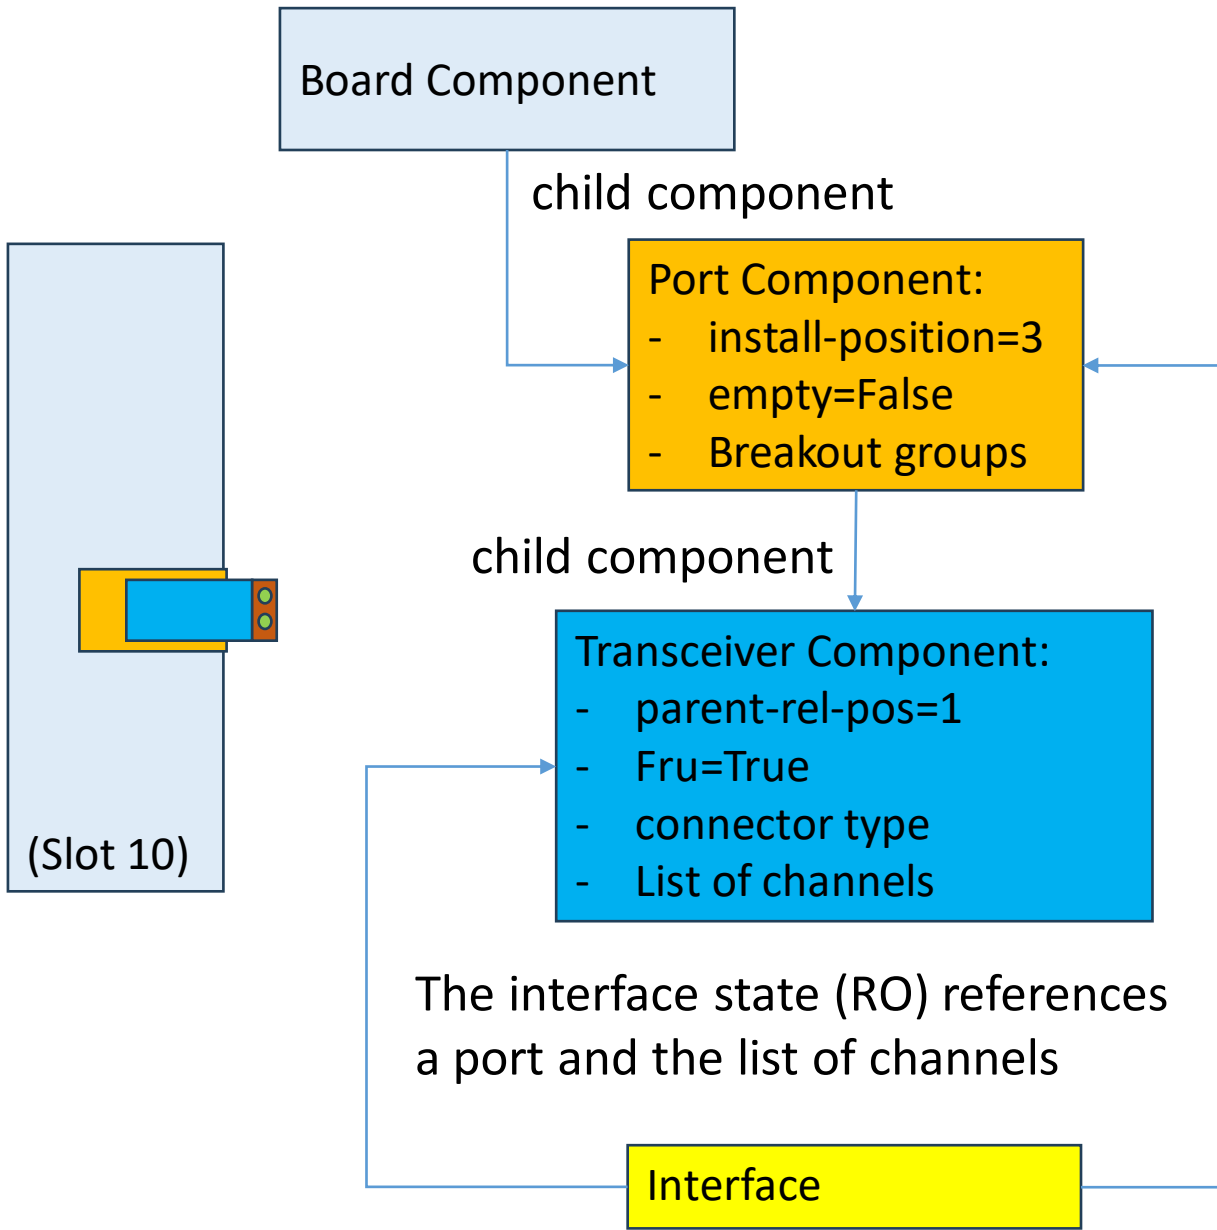 Board Component
child component
Port Component:
- install-position=3
- empty=False
- Breakout groups
child component
Transceiver Component:
- parent-rel-pos=1
- Fru=True
- connector type
- List of channels
(Slot 10)
The interface state (RO) references
a port and the list of channels
Interface